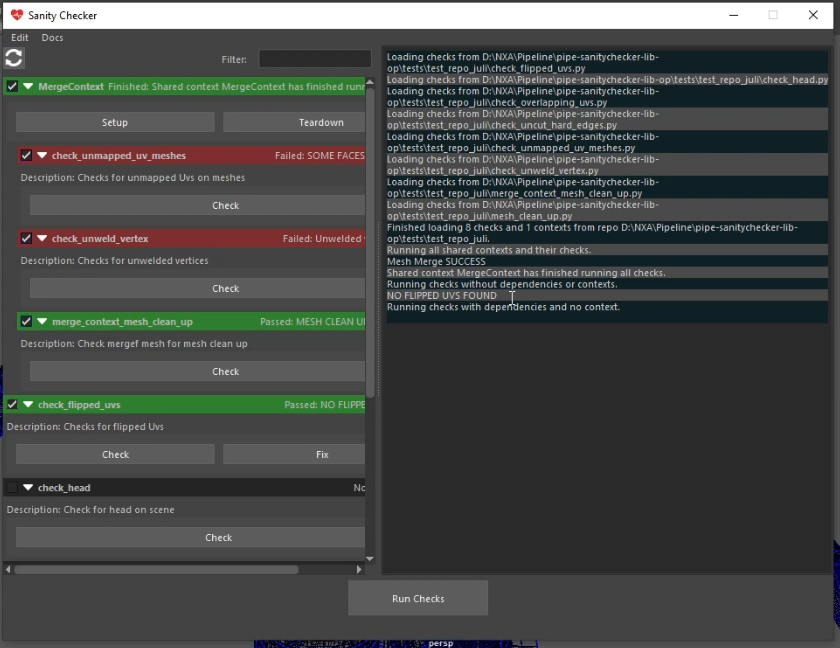 Sanity Checker
Edit Docs
Filter:
MergeContext Finished: Shared context MergeContext has finished runn
Setup Teardown
check_unmapped_uv_meshes Failed: SOME FACES
Description: Checks for unmapped Uvs on meshes
Check
check_unweld_vertex Failed: Unwelded
Description: Checks for unwelded vertices
Check
merge_context_mesh_clean_up Passed: MESH CLEAN U
Description: Check mergef mesh for mesh clean up
Check
check_flipped_uvs Passed: NO FLIPPE
Description: Checks for flipped Uvs
Check Fix
check_head No
Description: Check for head on scene
Check
Loading checks from D:\NXA\Pipeline\pipe-sanitychecker-lib-
op\tests\test_repo_juli\check_flipped_uvs.py
Loading checks from D:\NXA\Pipeline\pipe-sanitychecker-lib-op\tests\test_repo_juli\check_head.py
Loading checks from D:\NXA\Pipeline\pipe-sanitychecker-lib-
op\tests\test_repo_juli\check_overlapping_uvs.py
Loading checks from D:\NXA\Pipeline\pipe-sanitychecker-lib-
op\tests\test_repo_juli\check_uncut_hard_edges.py
Loading checks from D:\NXA\Pipeline\pipe-sanitychecker-lib-
op\tests\test_repo_juli\check_unmapped_uv_meshes.py
Loading checks from D:\NXA\Pipeline\pipe-sanitychecker-lib-
op\tests\test_repo_juli\check_unweld_vertex.py
Loading checks from D:\NXA\Pipeline\pipe-sanitychecker-lib-
op\tests\test_repo_juli\merge_context_mesh_clean_up.py
Loading checks from D:\NXA\Pipeline\pipe-sanitychecker-lib-
op\tests\test_repo_juli\mesh_clean_up.py
Finished loading 8 checks and 1 contexts from repo D:\NXA\Pipeline\pipe-sanitychecker-lib-
op\tests\test_repo_juli.
Running all shared contexts and their checks.
Mesh Merge SUCCESS
Shared context MergeContext has finished running all checks.
Running checks without dependencies or contexts.
NO FLIPPED UVS FOUND
Running checks with dependencies and no context.
Run Checks
persp